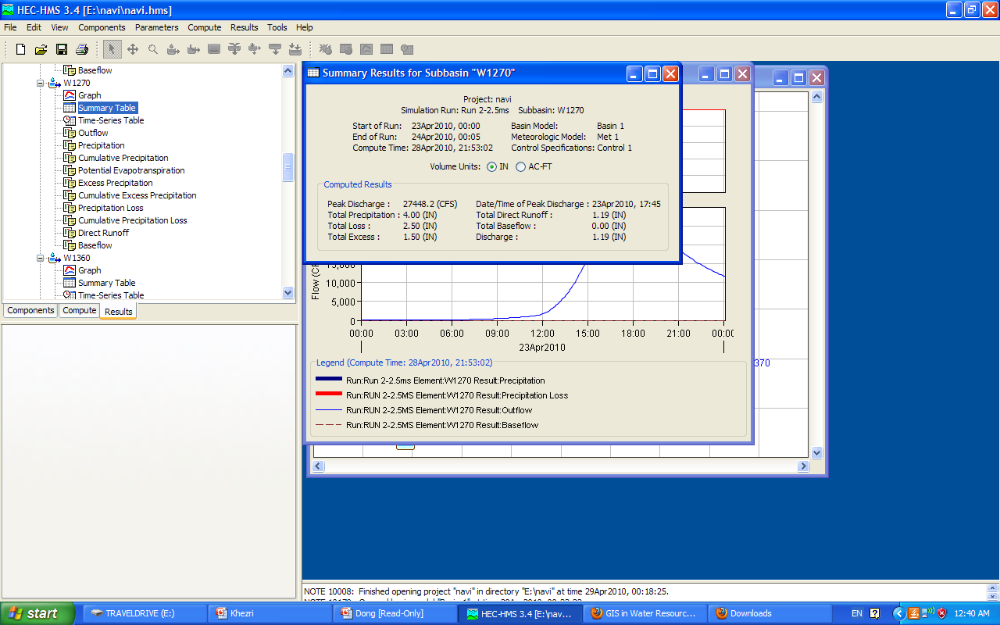 HEC-HMS 3.4 [E:\navi\navi.hms]
File Edit View Components Parameters Compute Results Tools Help
Baseflow
W1270
Graph
Summary Table
Time-Series Table
Outflow
Precipitation
Cumulative Precipitation
Potential Evapotranspiration
Excess Precipitation
Cumulative Excess Precipitation
Precipitation Loss
Cumulative Precipitation Loss
Direct Runoff
Baseflow
W1360
Graph
Summary Table
Time-Series Table
Components Compute Results
Summary Results for Subbasin "W1270"
Project: navi
Simulation Run: Run 2-2.5ms Subbasin: W1270
Start of Run: 23Apr2010, 00:00 Basin Model: Basin 1
End of Run: 24Apr2010, 00:05 Meteorologic Model: Met 1
Compute Time: 28Apr2010, 21:53:02 Control Specifications: Control 1
Volume Units: IN AC-FT
Computed Results
Peak Discharge : 27448.2 (CFS) Date/Time of Peak Discharge : 23Apr2010, 17:45
Total Precipitation : 4.00 (IN) Total Direct Runoff : 1.19 (IN)
Total Loss : 2.50 (IN) Total Baseflow : 0.00 (IN)
Total Excess : 1.50 (IN) Discharge : 1.19 (IN)
Flow (CF
15,000
10,000
5,000
0
00:00 03:00 06:00 09:00 12:00 15:00 18:00 21:00 00:00
23Apr2010
Legend (Compute Time: 28Apr2010, 21:53:02)
Run:Run 2-2.5ms Element:W1270 Result:Precipitation
Run:RUN 2-2.5MS Element:W1270 Result:Precipitation Loss
Run:RUN 2-2.5MS Element:W1270 Result:Outflow
Run:RUN 2-2.5MS Element:W1270 Result:Baseflow
370
NOTE 10008: Finished opening project "navi" in directory "E:\navi" at time 29Apr2010, 00:18:25.
start TRAVELDRIVE (E:) Khezri Dong [Read-Only] HEC-HMS 3.4 [E:\nav... GIS in Water Resourc... Downloads EN 12:40 AM